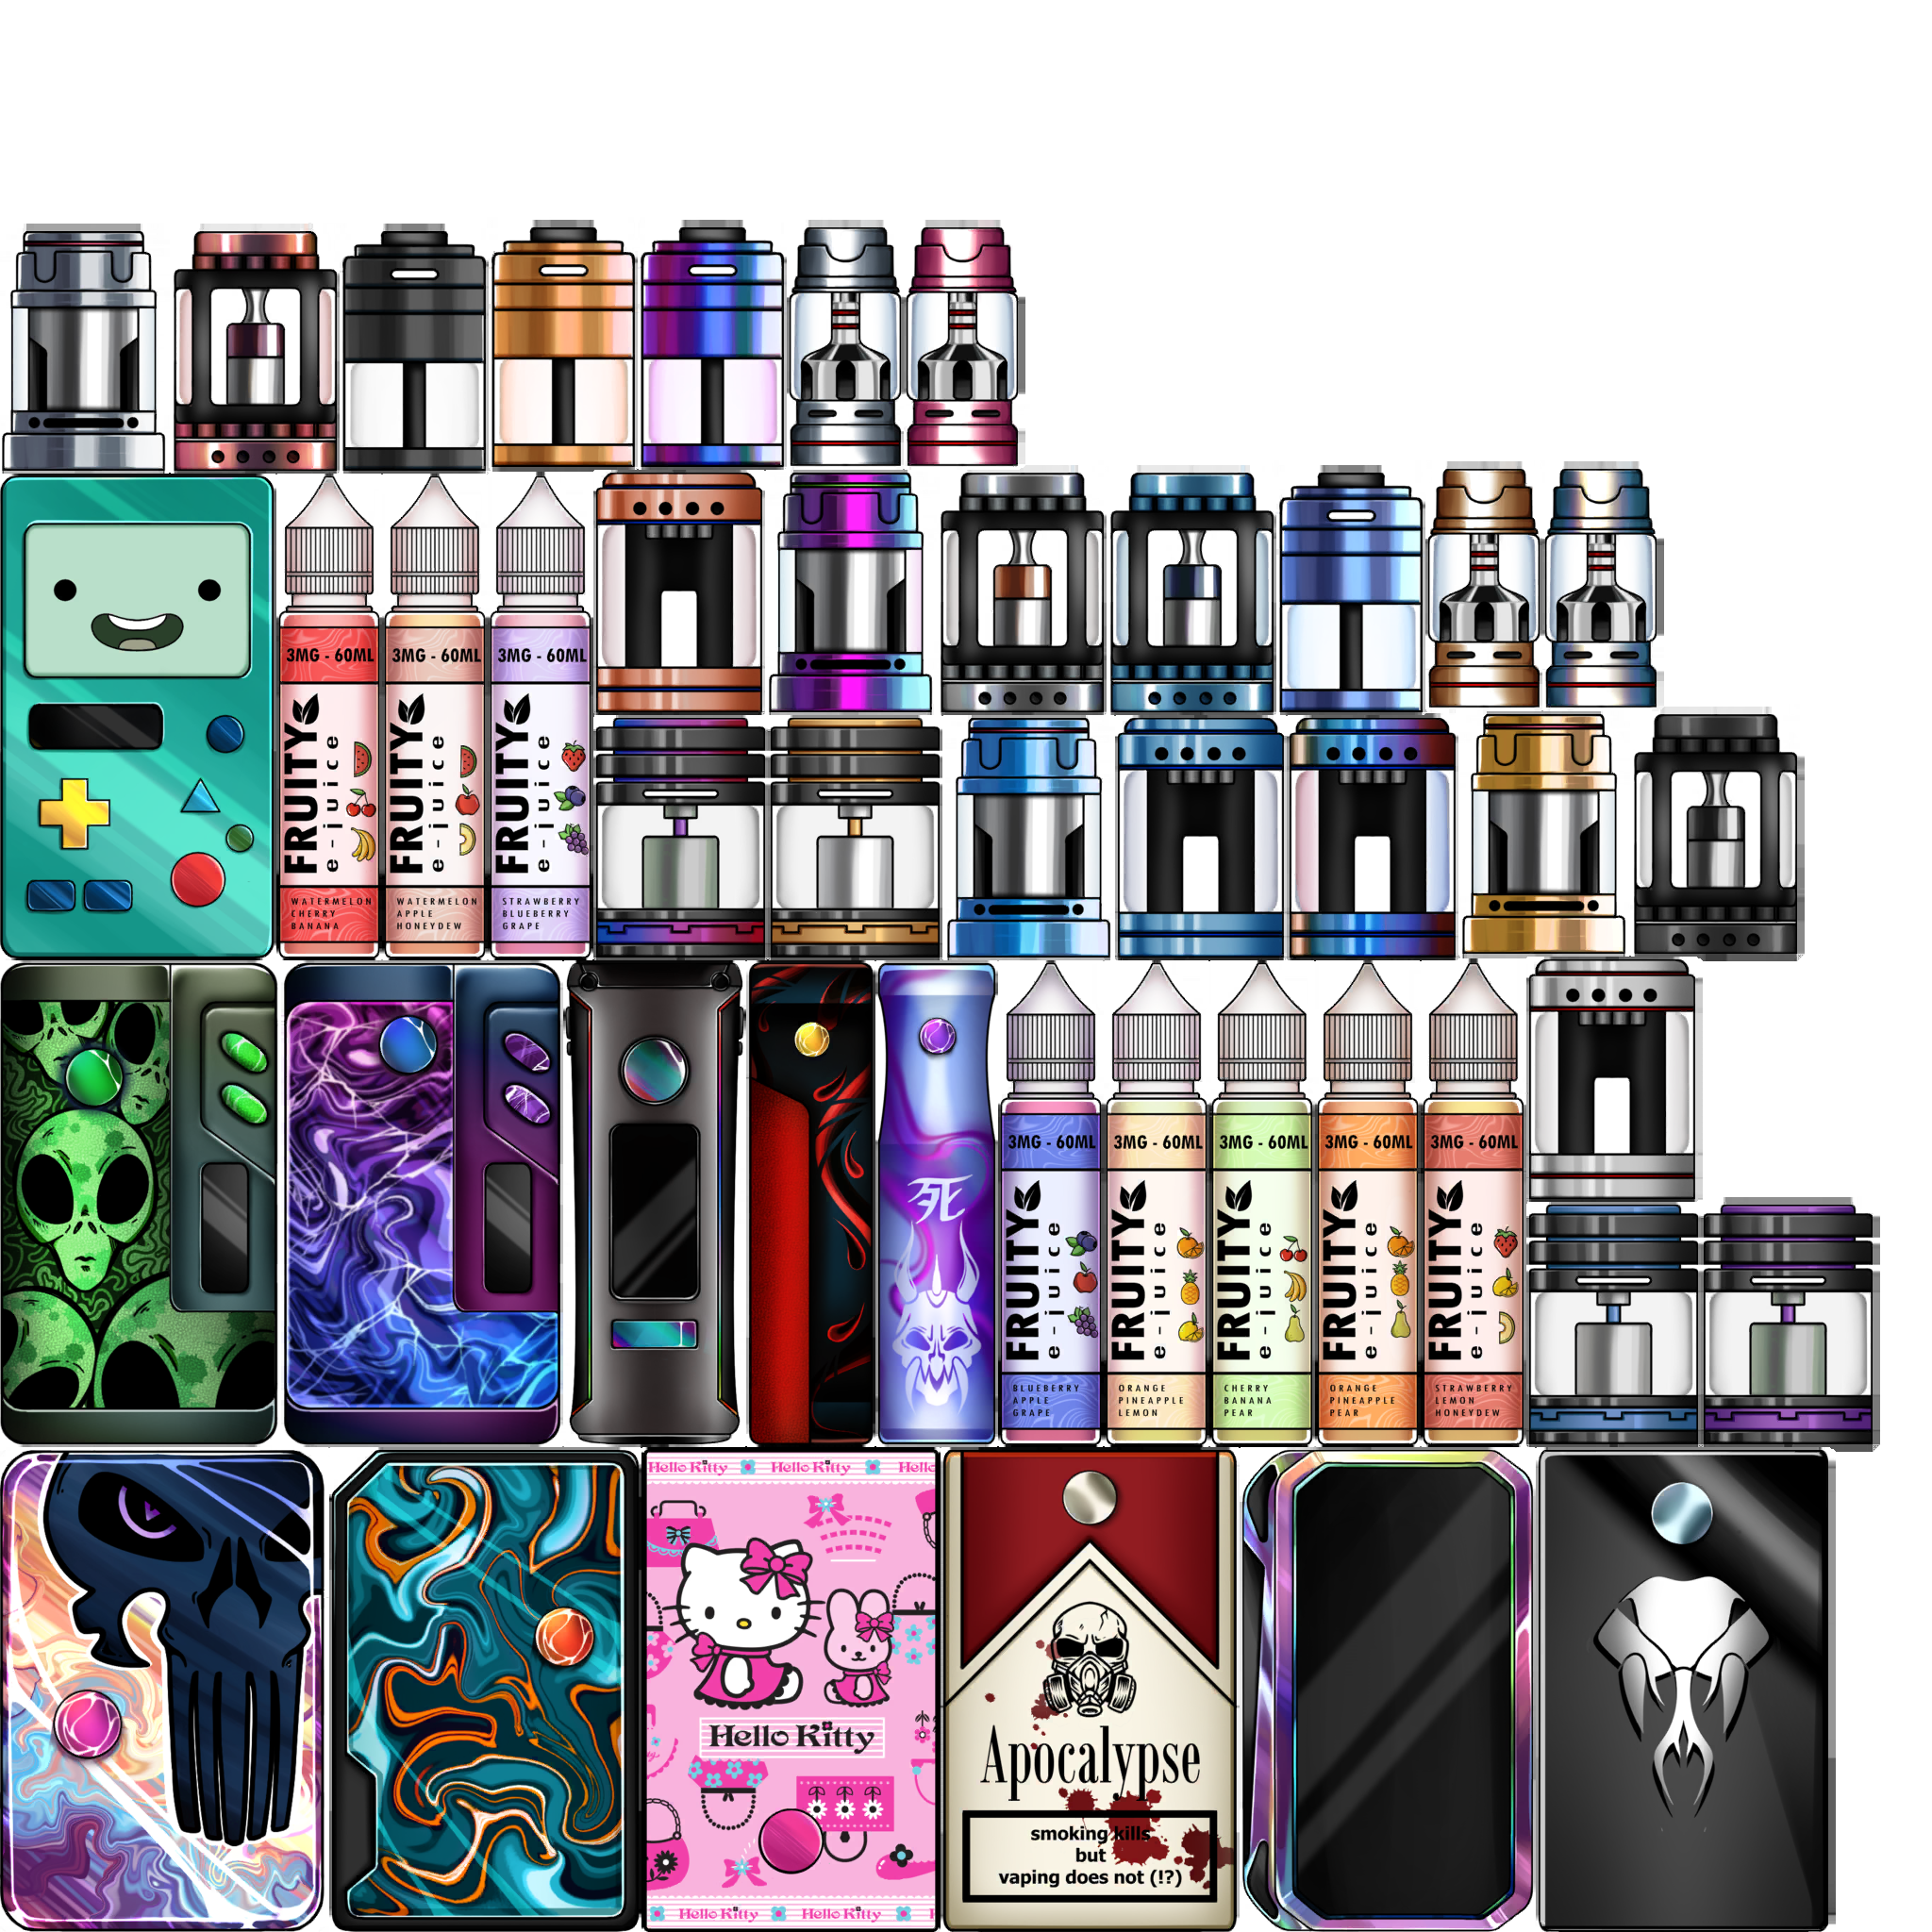 3MG - 60ML
FRUITY
e-juice
WATERMELON
CHERRY
BANANA
3MG - 60ML
FRUITY
e-juice
WATERMELON
APPLE
HONEYDEW
3MG - 60ML
FRUITY
e-juice
STRAWBERRY
BLUEBERRY
GRAPE
死
3MG - 60ML
FRUITY
e-juice
BLUEBERRY
APPLE
GRAPE
3MG - 60ML
FRUITY
e-juice
ORANGE
PINEAPPLE
LEMON
3MG - 60ML
FRUITY
e-juice
CHERRY
BANANA
PEAR
3MG - 60ML
FRUITY
e-juice
ORANGE
PINEAPPLE
PEAR
3MG - 60ML
FRUITY
e-juice
STRAWBERRY
LEMON
HONEYDEW
Hello Kitty Hello Kitty Hello
Hello Kitty
Hello Kitty Hello Kitty
Apocalypse
smoking kills
but
vaping does not (!?)